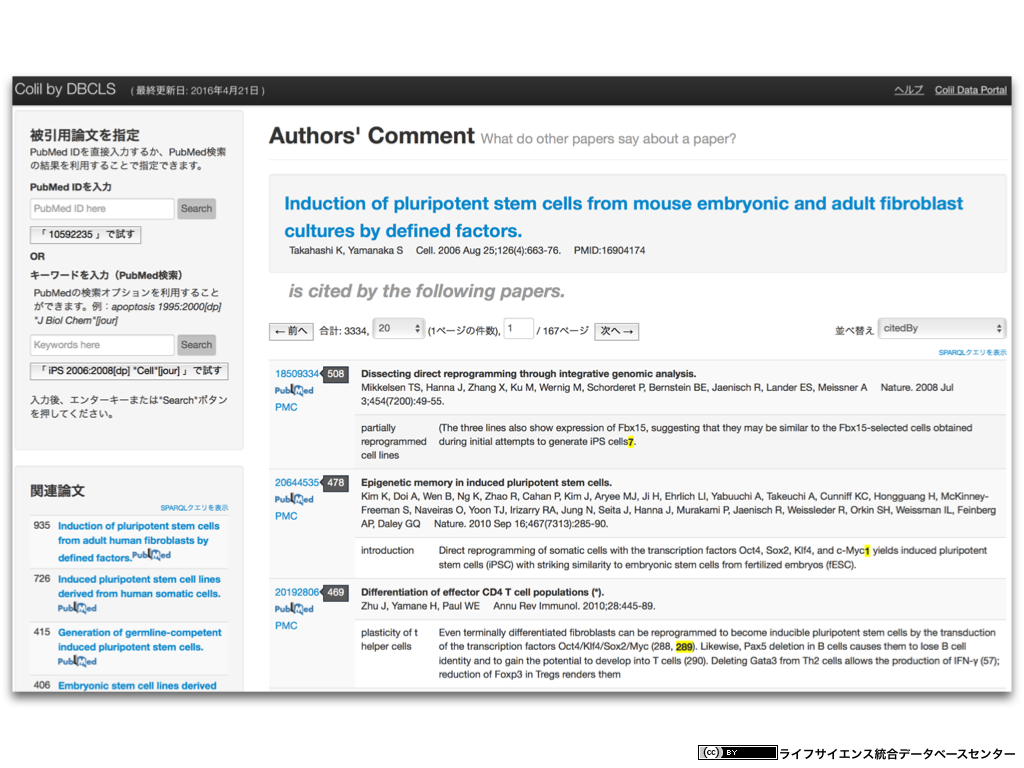 Colil by DBCLS （ 最終更新日: 2016年4月21日 ）
ヘルプ Colil Data Portal
被引用論文を指定
PubMed IDを直接入力するか、PubMed検索
の結果を利用することで指定できます。
PubMed IDを入力
PubMed ID here Search
「 10592235 」で試す
OR
キーワードを入力（PubMed検索）
PubMedの検索オプションを利用すること
ができます。例：apoptosis 1995:2000[dp]
"J Biol Chem"[jour]
Keywords here Search
「 iPS 2006:2008[dp] "Cell"[jour] 」で試す
入力後、エンターキーまたは"Search"ボタン
を押してください。
関連論文
SPARQLクエリを表示
935 Induction of pluripotent stem cells
from adult human fibroblasts by
defined factors. PubMed
726 Induced pluripotent stem cell lines
derived from human somatic cells.
PubMed
415 Generation of germline-competent
induced pluripotent stem cells.
PubMed
406 Embryonic stem cell lines derived
Authors' Comment What do other papers say about a paper?
Induction of pluripotent stem cells from mouse embryonic and adult fibroblast
cultures by defined factors.
Takahashi K, Yamanaka S Cell. 2006 Aug 25;126(4):663-76. PMID:16904174
is cited by the following papers.
← 前へ 合計: 3334, 20 (1ページの件数), 1 / 167ページ 次へ → 並べ替え citedBy
SPARQLクエリを表示
18509334 508 Dissecting direct reprogramming through integrative genomic analysis.
PubMed Mikkelsen TS, Hanna J, Zhang X, Ku M, Wernig M, Schorderet P, Bernstein BE, Jaenisch R, Lander ES, Meissner A Nature. 2008 Jul
PMC 3;454(7200):49-55.
partially (The three lines also show expression of Fbx15, suggesting that they may be similar to the Fbx15-selected cells obtained
reprogrammed during initial attempts to generate iPS cells7.
cell lines
20644535 478 Epigenetic memory in induced pluripotent stem cells.
PubMed Kim K, Doi A, Wen B, Ng K, Zhao R, Cahan P, Kim J, Aryee MJ, Ji H, Ehrlich LI, Yabuuchi A, Takeuchi A, Cunniff KC, Hongguang H, McKinney-
PMC Freeman S, Naveiras O, Yoon TJ, Irizarry RA, Jung N, Seita J, Hanna J, Murakami P, Jaenisch R, Weissleder R, Orkin SH, Weissman IL, Feinberg
AP, Daley GQ Nature. 2010 Sep 16;467(7313):285-90.
introduction Direct reprogramming of somatic cells with the transcription factors Oct4, Sox2, Klf4, and c-Myc1 yields induced pluripotent
stem cells (iPSC) with striking similarity to embryonic stem cells from fertilized embryos (fESC).
20192806 469 Differentiation of effector CD4 T cell populations (*).
PubMed Zhu J, Yamane H, Paul WE Annu Rev Immunol. 2010;28:445-89.
PMC
plasticity of t Even terminally differentiated fibroblasts can be reprogrammed to become inducible pluripotent stem cells by the transduction
helper cells of the transcription factors Oct4/Klf4/Sox2/Myc (288, 289). Likewise, Pax5 deletion in B cells causes them to lose B cell
identity and to gain the potential to develop into T cells (290). Deleting Gata3 from Th2 cells allows the production of IFN-γ (57);
reduction of Foxp3 in Tregs renders them
(cc) BY ライフサイエンス統合データベースセンター